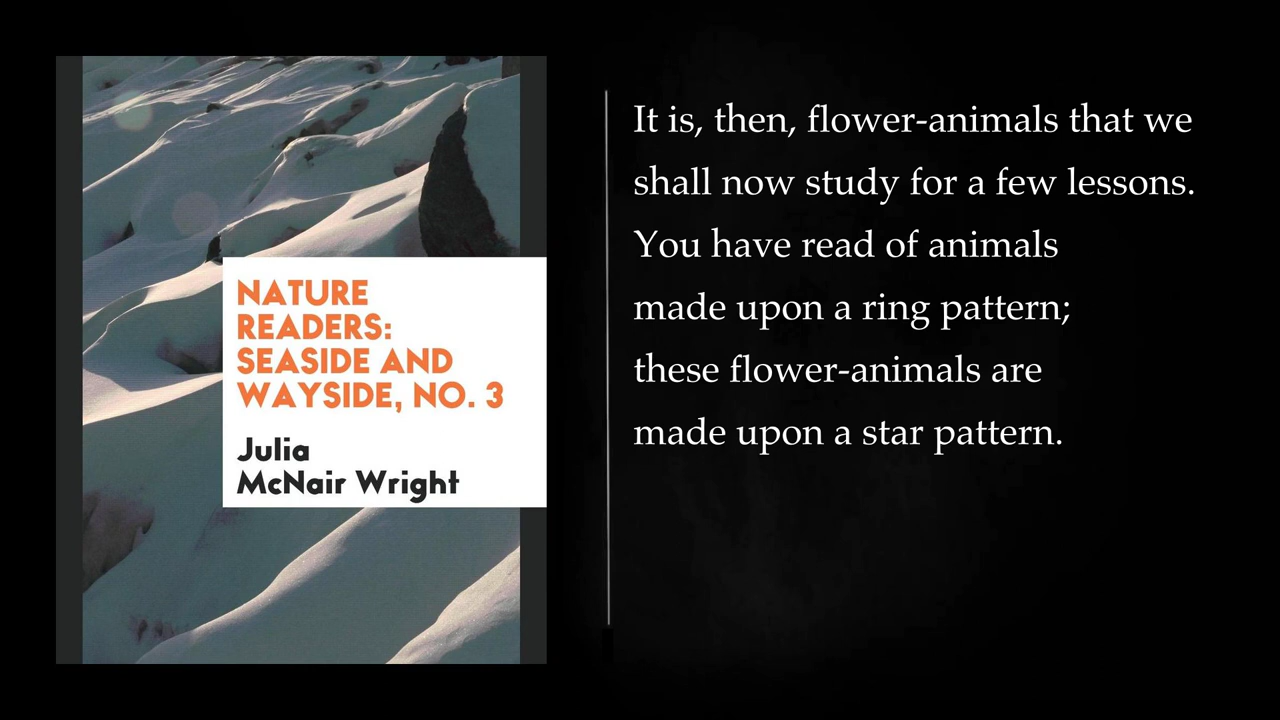 NATURE
READERS:
SEASIDE AND
WAYSIDE, NO. 3
Julia
McNair Wright
It is, then, flower-animals that we
shall now study for a few lessons.
You have read of animals
made upon a ring pattern;
these flower-animals are
made upon a star pattern.